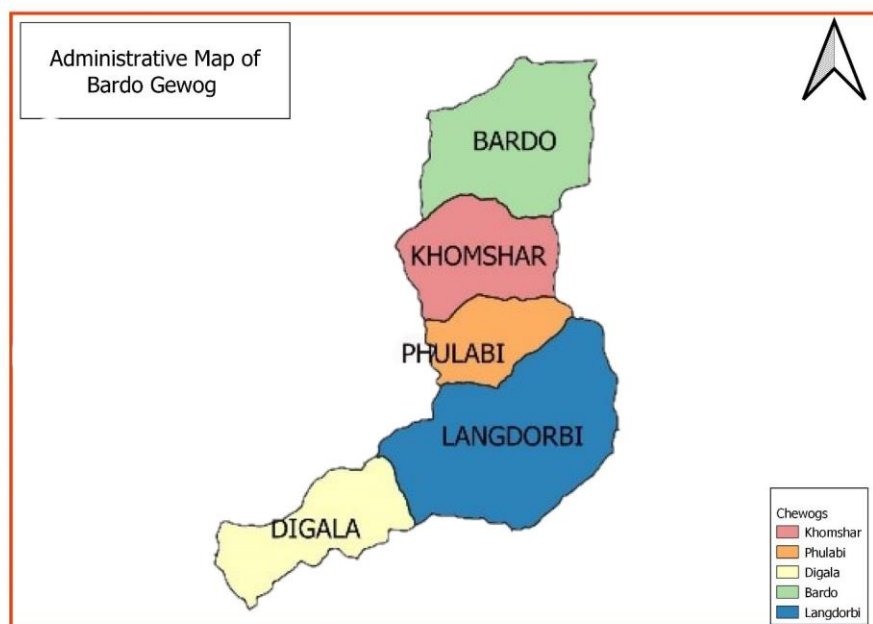 Administrative Map of
Bardo Gewog
BARDO
KHOMSHAR
PHULABI
LANGDORBI
DIGALA
Chewogs
Khomshar
Phulabi
Digala
Bardo
Langdorbi